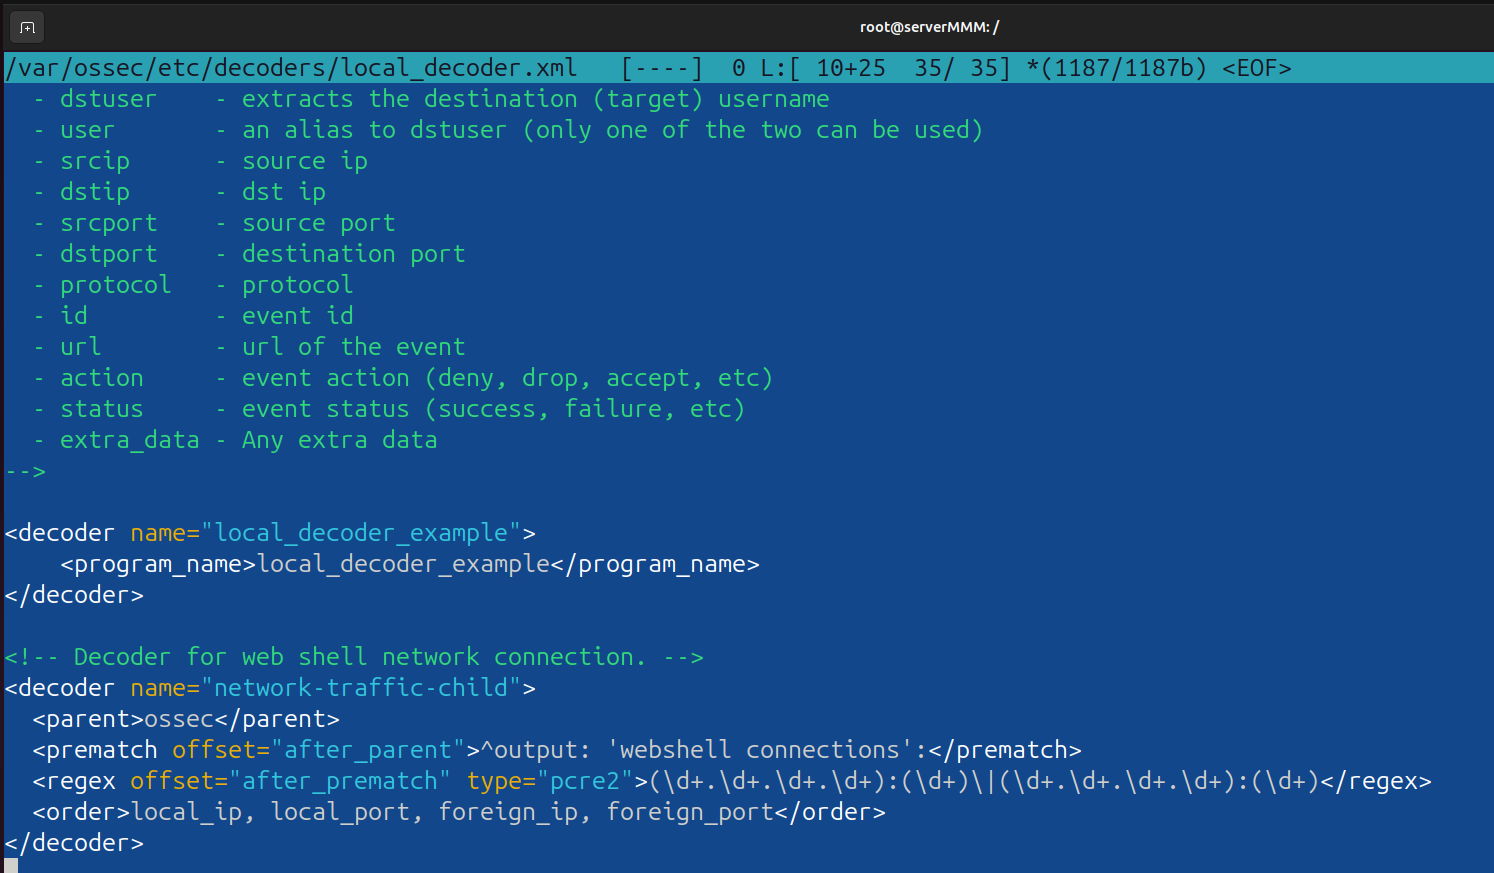 root@serverMMM: /
/var/ossec/etc/decoders/local_decoder.xml   [----]  0 L:[ 10+25  35/ 35] *(1187/1187b) <EOF>
  - dstuser    - extracts the destination (target) username
  - user       - an alias to dstuser (only one of the two can be used)
  - srcip      - source ip
  - dstip      - dst ip
  - srcport    - source port
  - dstport    - destination port
  - protocol   - protocol
  - id         - event id
  - url        - url of the event
  - action     - event action (deny, drop, accept, etc)
  - status     - event status (success, failure, etc)
  - extra_data - Any extra data
-->
<decoder name="local_decoder_example">
    <program_name>local_decoder_example</program_name>
</decoder>
<!-- Decoder for web shell network connection. -->
<decoder name="network-traffic-child">
  <parent>ossec</parent>
  <prematch offset="after_parent">^output: 'webshell connections':</prematch>
  <regex offset="after_prematch" type="pcre2">(\d+.\d+.\d+.\d+):(\d+)\|(\d+.\d+.\d+.\d+):(\d+)</regex>
  <order>local_ip, local_port, foreign_ip, foreign_port</order>
</decoder>